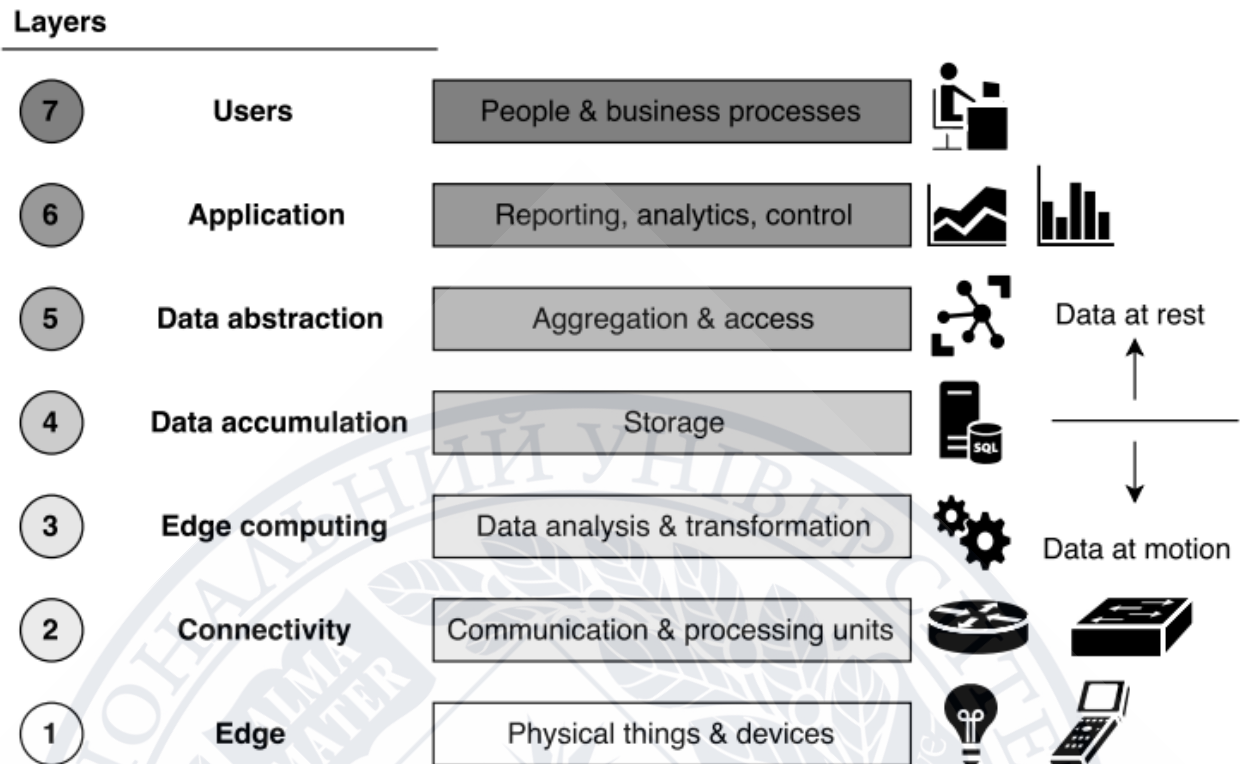 Layers
7 Users People & business processes
6 Application Reporting, analytics, control
5 Data abstraction Aggregation & access
Data at rest
4 Data accumulation Storage
SQL
3 Edge computing Data analysis & transformation
Data at motion
2 Connectivity Communication & processing units
1 Edge Physical things & devices
ALMA
MATER